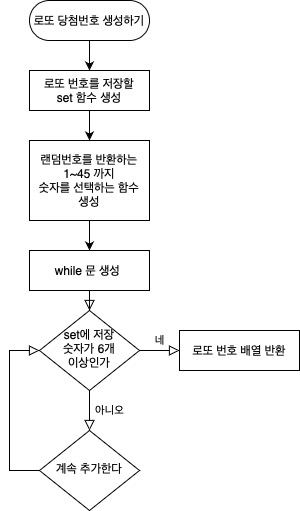 로또 당첨번호 생성하기
로또 번호를 저장할
set 함수 생성
랜덤번호를 반환하는
1~45 까지
숫자를 선택하는 함수
생성
while 문 생성
set에 저장
숫자가 6개
이상인가
네
로또 번호 배열 반환
아니오
계속 추가한다